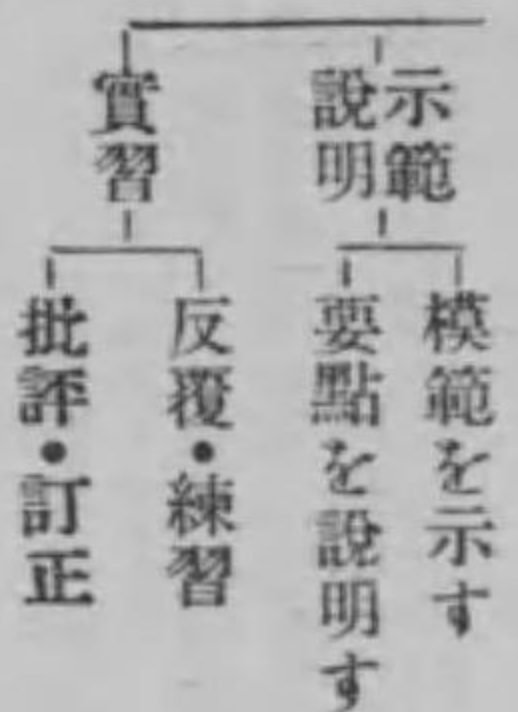 示範
說明
模範を示す
要點を說明す
實習
反覆・練習
批評・訂正